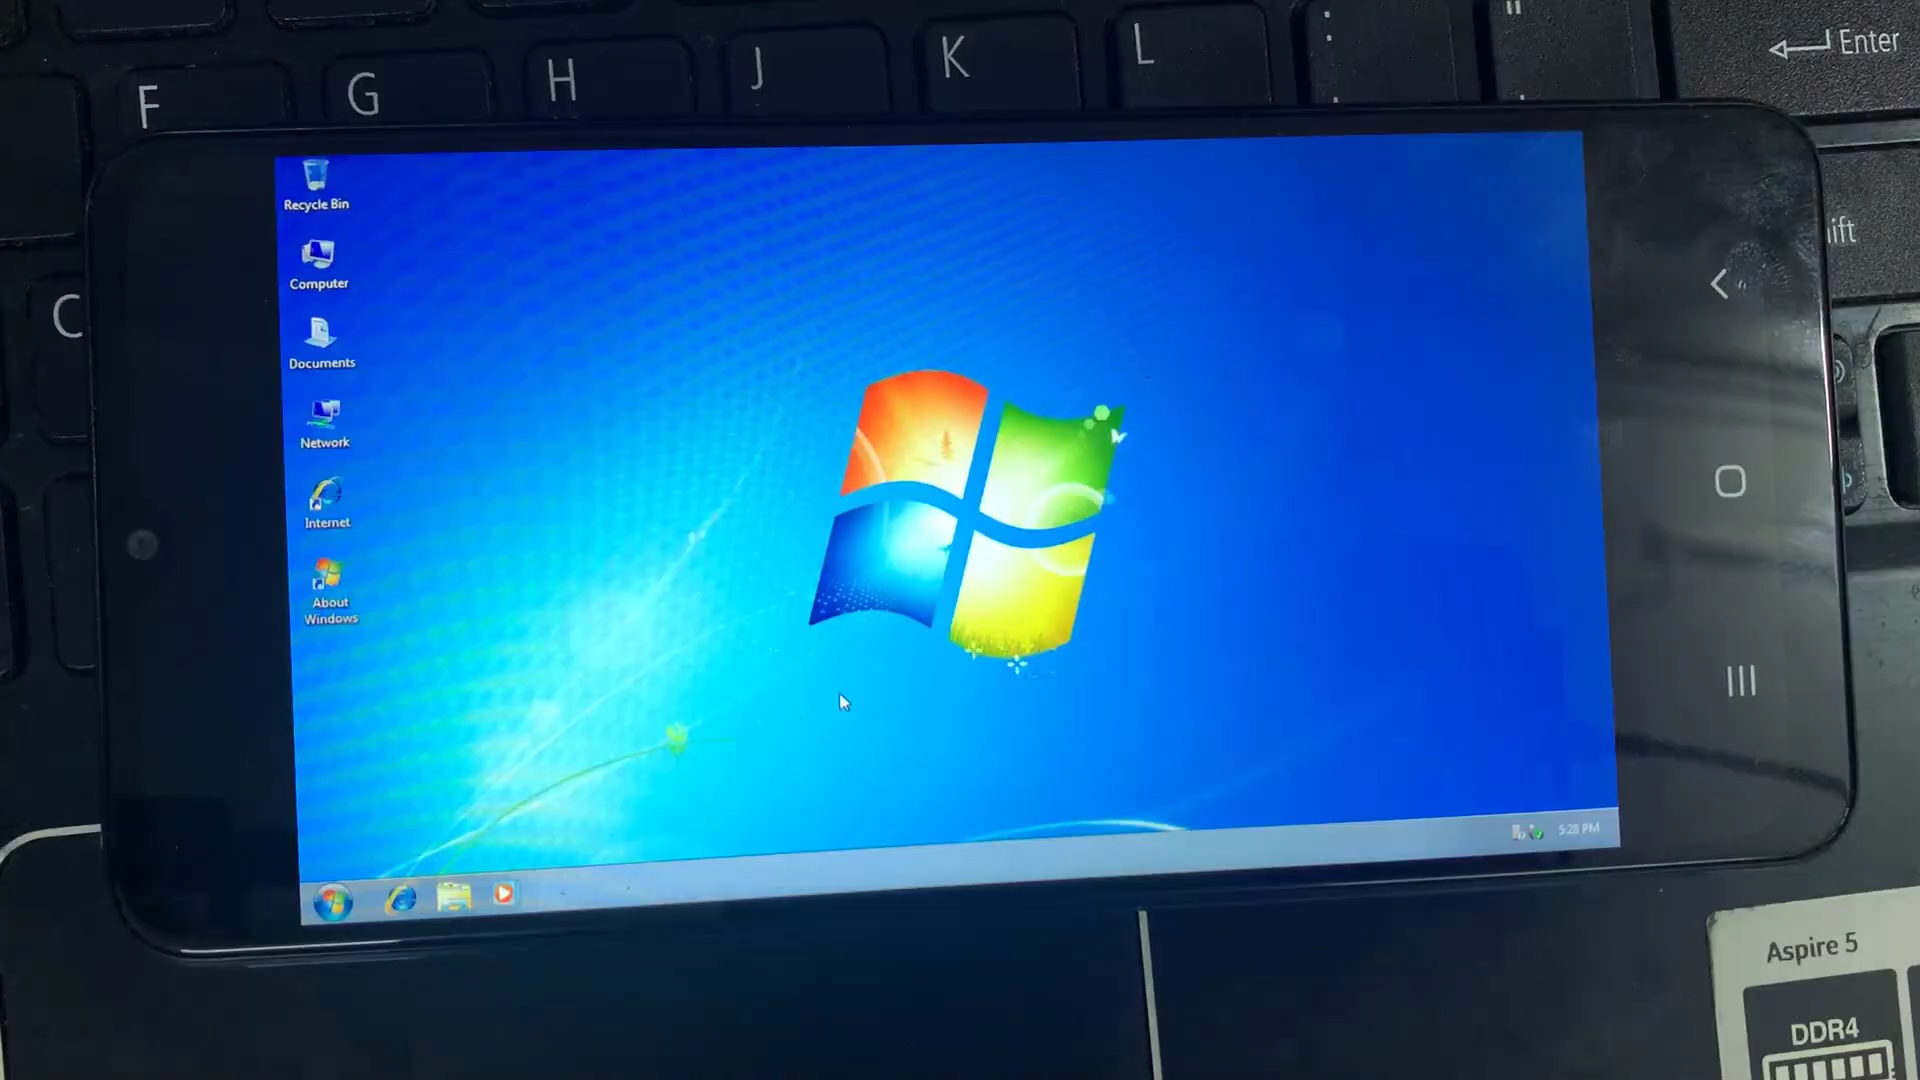 F
G
H
J
K
L
:
"
Enter
ift
C
Recycle Bin
Computer
Documents
Network
Internet
About
Windows
5:28 PM
Aspire 5
DDR4